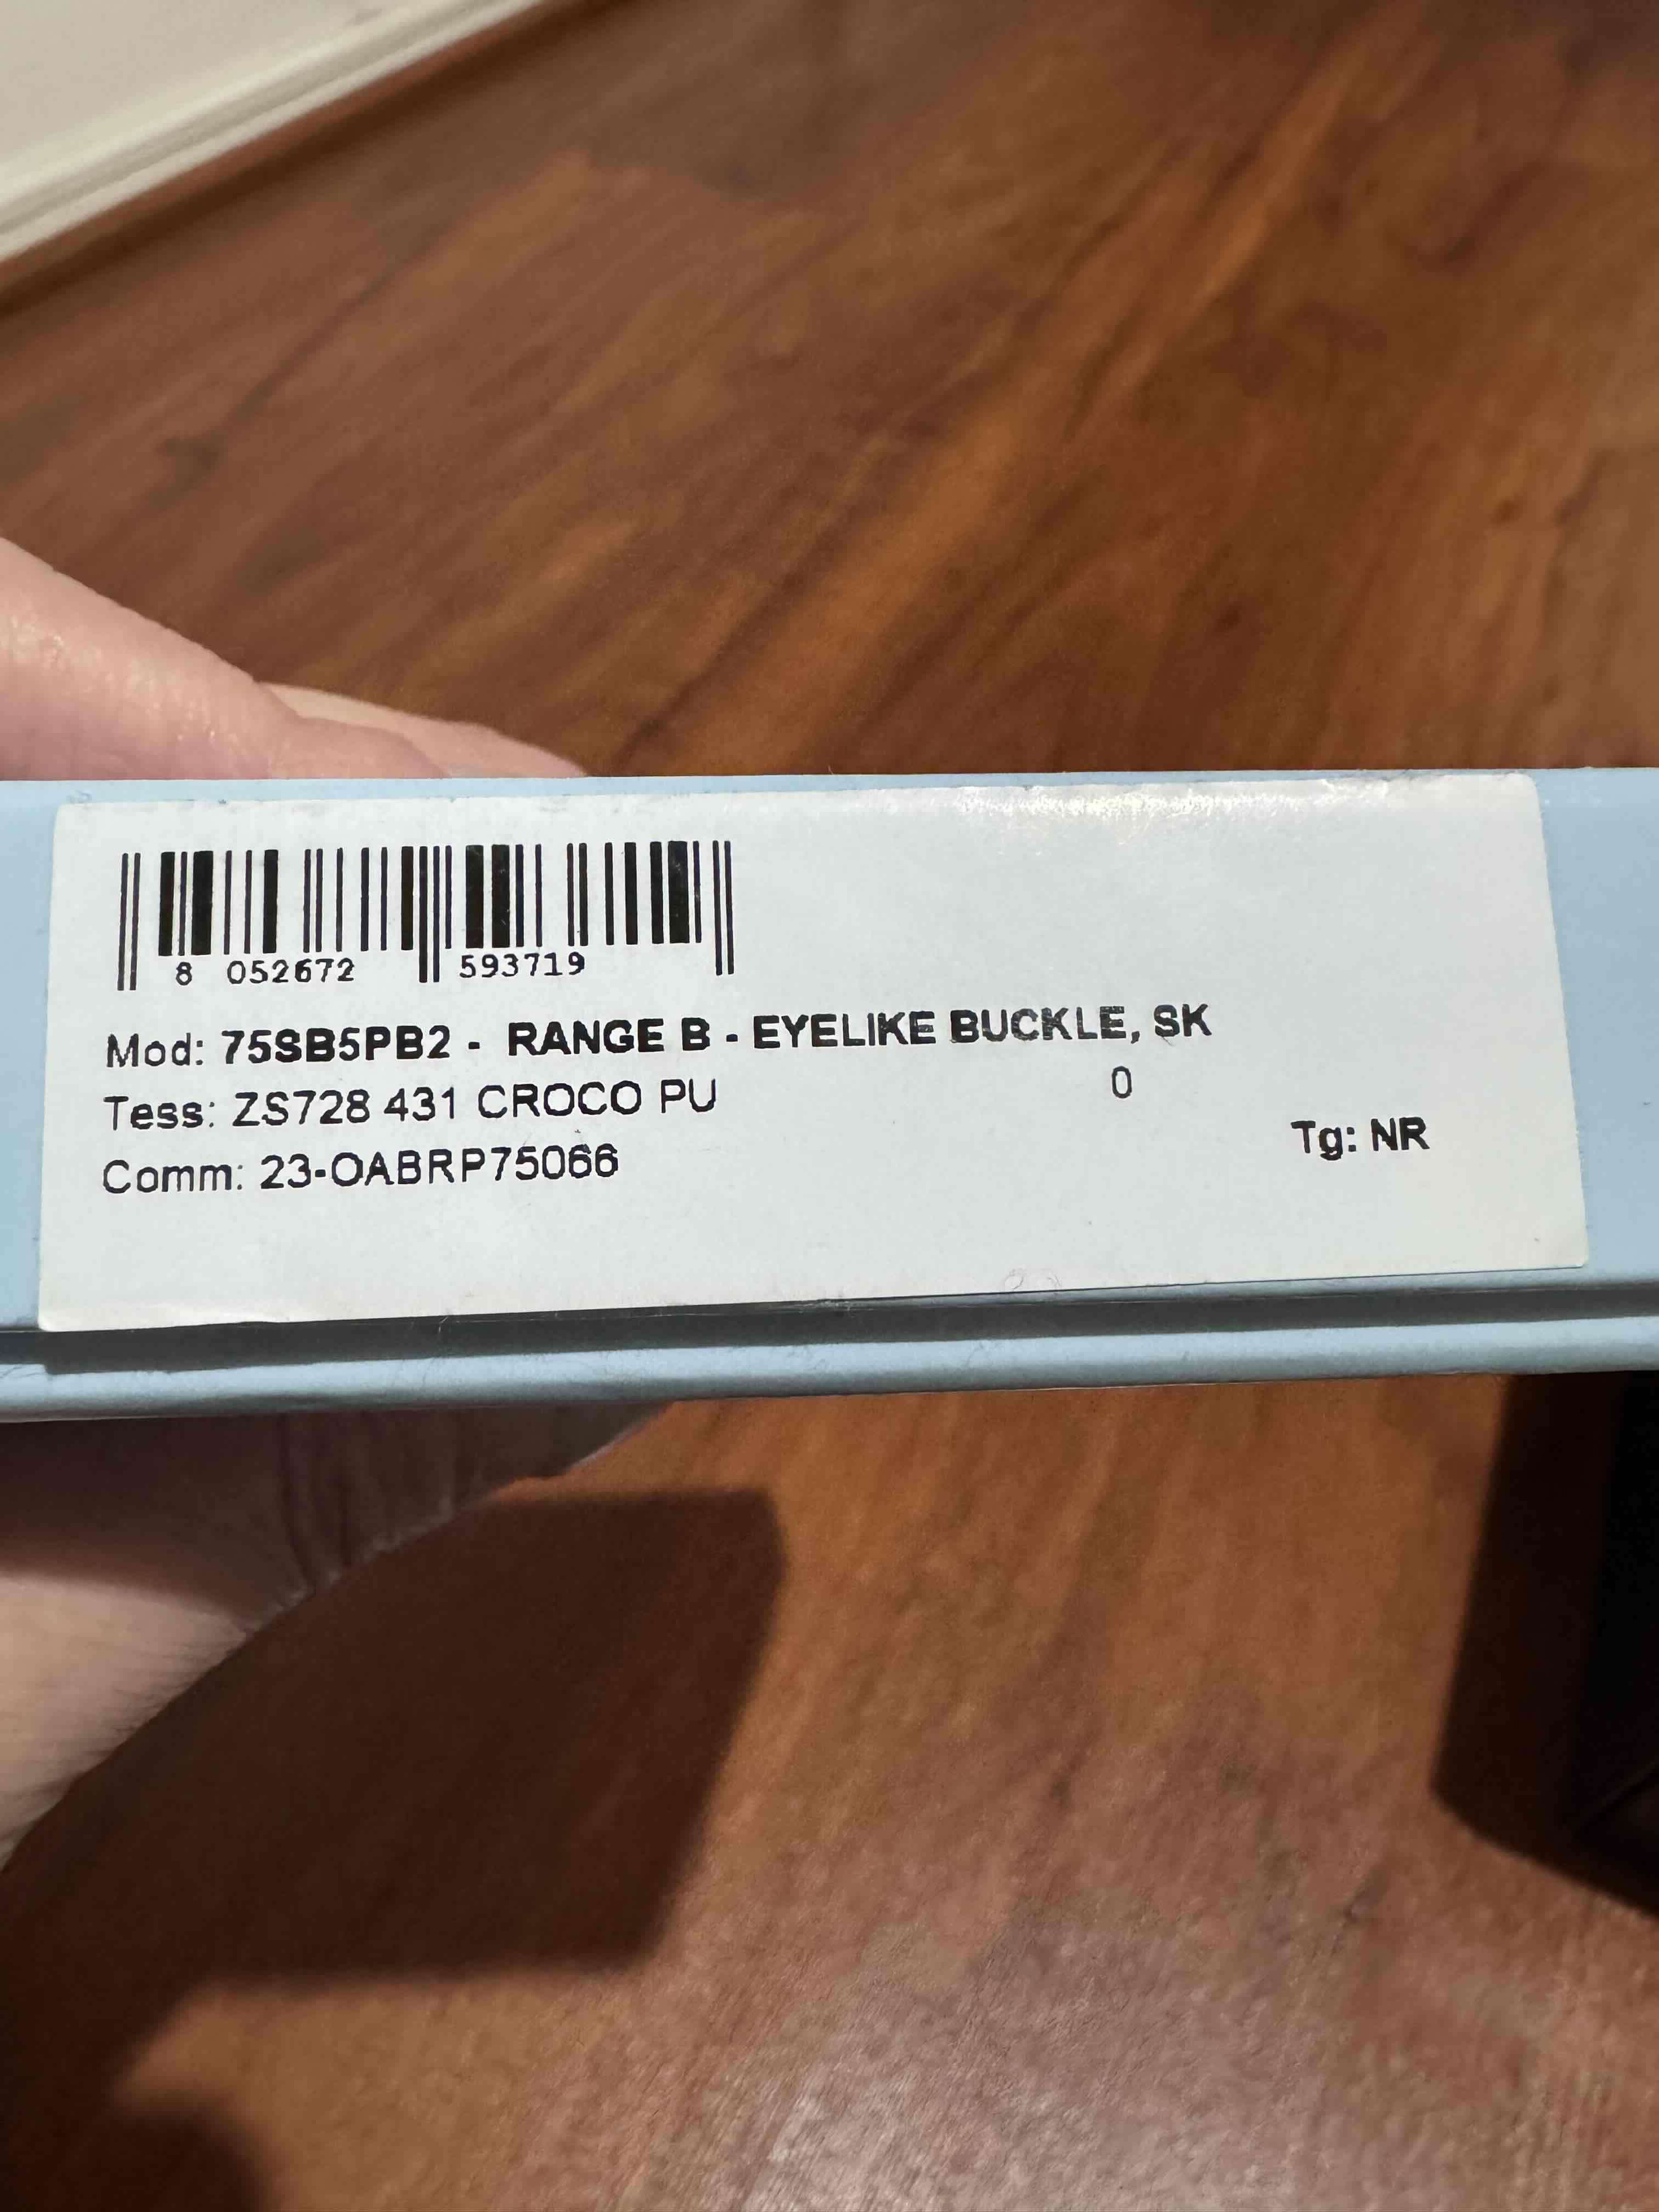 8 052672 593719
Mod: 75SB5PB2 - RANGE B - EYELIKE BUCKLE, SK
Tess: ZS728 431 CROCO PU 0
Comm: 23-OABRP75066 Tg: NR